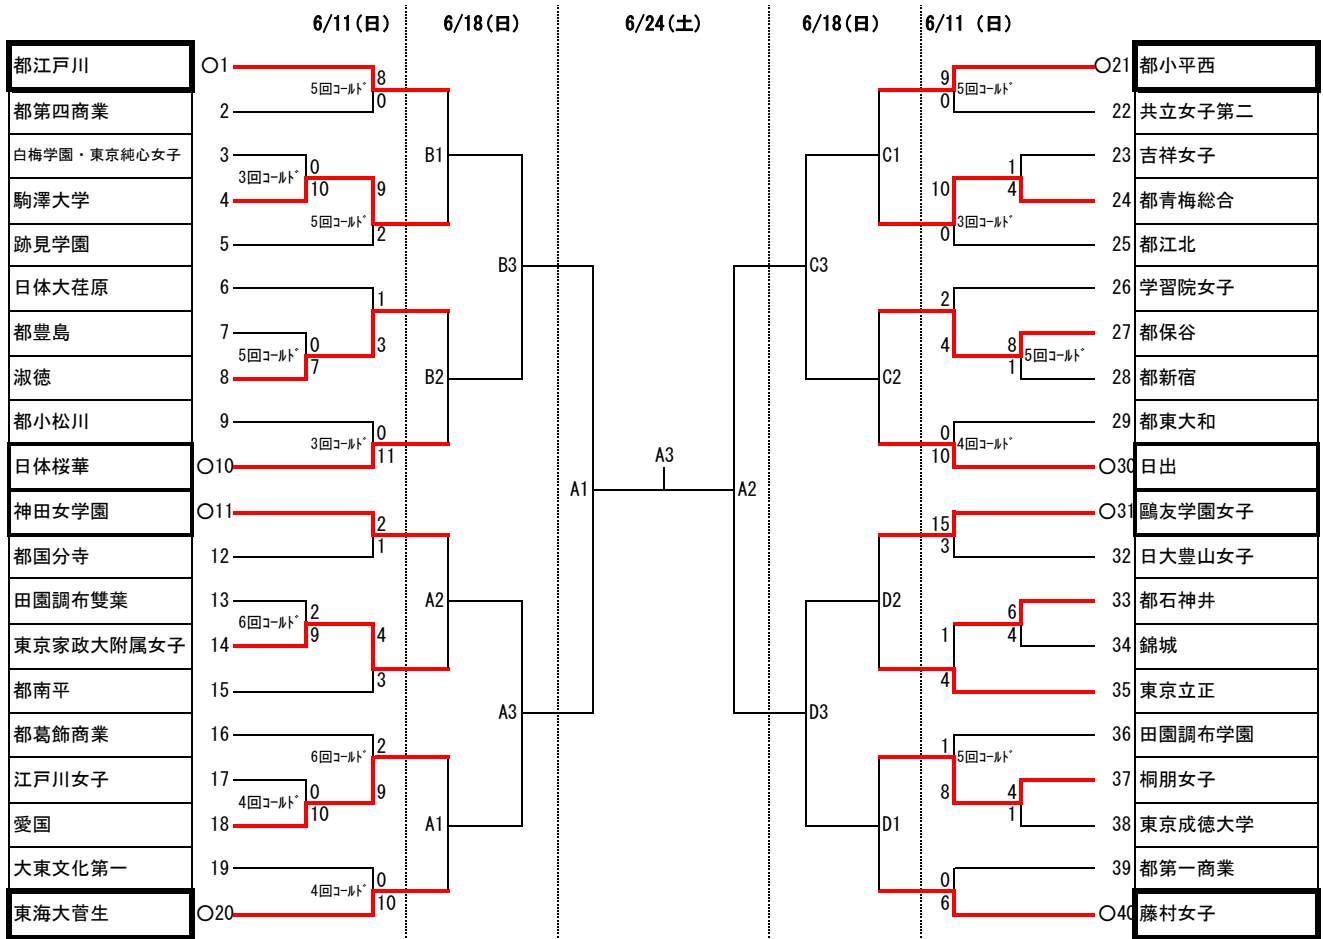 6/11(日) 6/18(日) 6/24(土) 6/18(日) 6/11 (日)
都江戸川 ○1 8 9 ○21 都小平西
5回ｺｰﾙﾄﾞ 5回ｺｰﾙﾄﾞ
都第四商業 2 0 0 22 共立女子第二
白梅学園・東京純心女子 3 0 B1 C1 1 23 吉祥女子
3回ｺｰﾙﾄﾞ
駒澤大学 4 10 9 10 4 24 都青梅総合
5回ｺｰﾙﾄﾞ 3回ｺｰﾙﾄﾞ
跡見学園 5 2 0 25 都江北
B3 C3
日体大荏原 6 1 2 26 学習院女子
都豊島 7 0 3 4 8 27 都保谷
5回ｺｰﾙﾄﾞ 5回ｺｰﾙﾄﾞ
淑徳 8 7 B2 C2 1 28 都新宿
都小松川 9 0 0 29 都東大和
3回ｺｰﾙﾄﾞ 4回ｺｰﾙﾄﾞ
日体桜華 ○10 11 A3 10 ○30 日出
A1 A2
神田女学園 ○11 2 15 ○31 鷗友学園女子
都国分寺 12 1 3 32 日大豊山女子
田園調布雙葉 13 2 A2 D2 6 33 都石神井
6回ｺｰﾙﾄﾞ
東京家政大附属女子 14 9 4 1 4 34 錦城
都南平 15 3 4 35 東京立正
A3 D3
都葛飾商業 16 2 1 36 田園調布学園
6回ｺｰﾙﾄﾞ 5回ｺｰﾙﾄﾞ
江戸川女子 17 0 9 8 4 37 桐朋女子
4回ｺｰﾙﾄﾞ
愛国 18 10 A1 D1 1 38 東京成徳大学
大東文化第一 19 0 0 39 都第一商業
4回ｺｰﾙﾄﾞ
東海大菅生 ○20 10 6 ○40 藤村女子